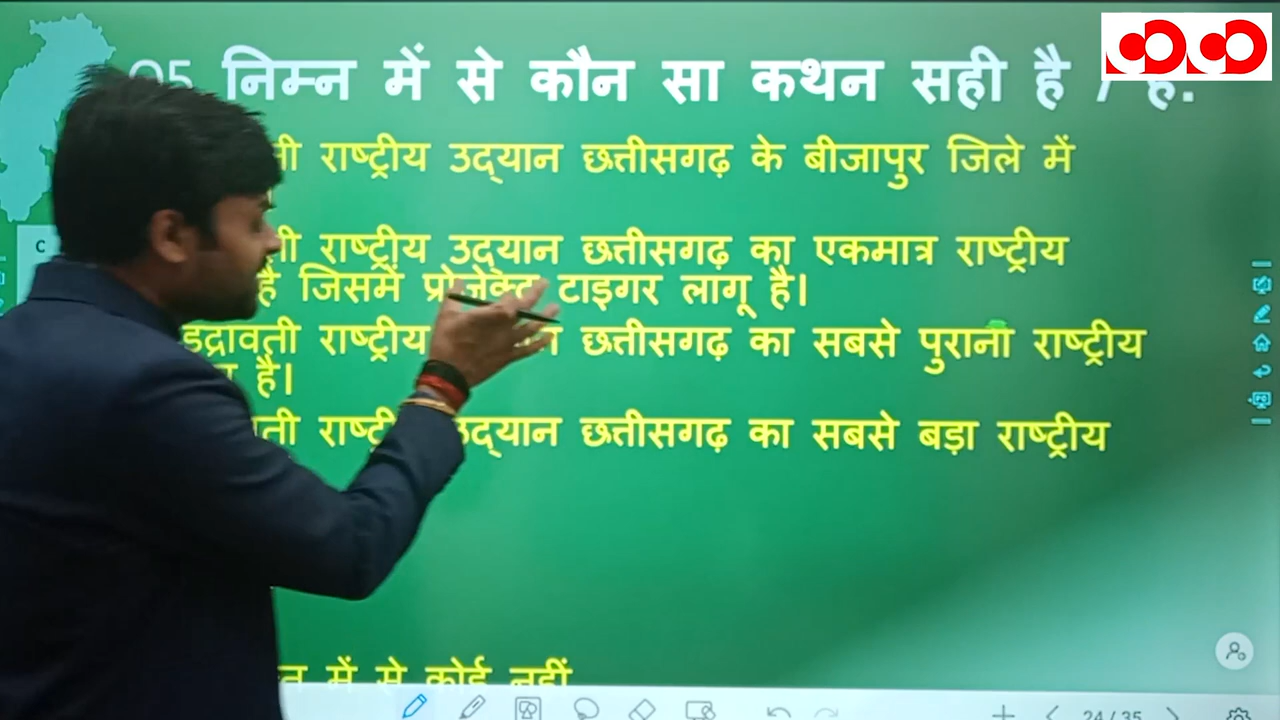 Q5 निम्न में से कौन सा कथन सही है / हैं.
राष्ट्रीय उद्यान छत्तीसगढ़ के बीजापुर जिले में
राष्ट्रीय उद्यान छत्तीसगढ़ का एकमात्र राष्ट्रीय
है जिसमें प्रोजेक्ट टाइगर लागू है।
इंद्रावती राष्ट्रीय छत्तीसगढ़ का सबसे पुराना राष्ट्रीय
है।
उद्यान छत्तीसगढ़ का सबसे बड़ा राष्ट्रीय
में से कोई नहीं
24/35